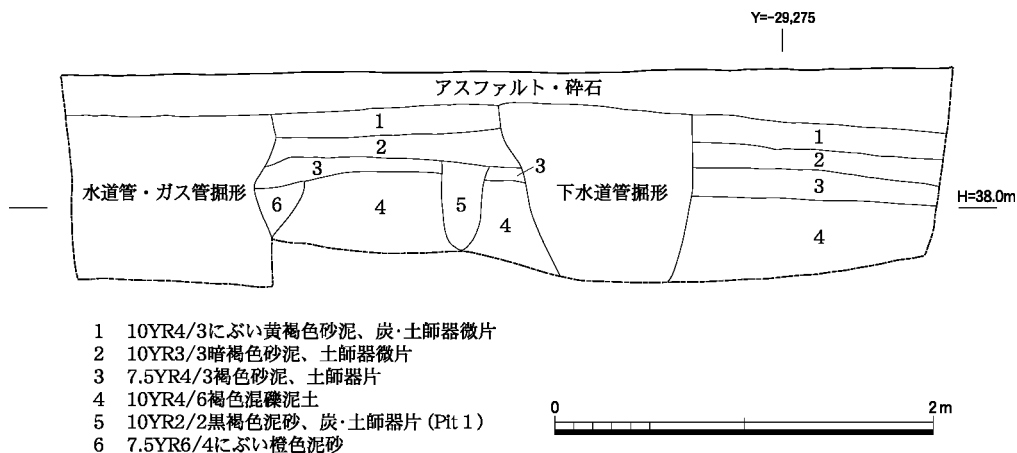 Y=-29,275
アスファルト・砕石
1
1
2
2
3
3
3
水道管・ガス管掘形
下水道管掘形
H=38.0m
6
4
5
4
4
1 10YR4/3にぶい黄褐色砂泥、炭・土師器微片
2 10YR3/3暗褐色砂泥、土師器微片
3 7.5YR4/3褐色砂泥、土師器片
4 10YR4/6褐色混礫泥土
5 10YR2/2黒褐色泥砂、炭・土師器片 (Pit 1)
6 7.5YR6/4にぶい橙色泥砂
0 2m